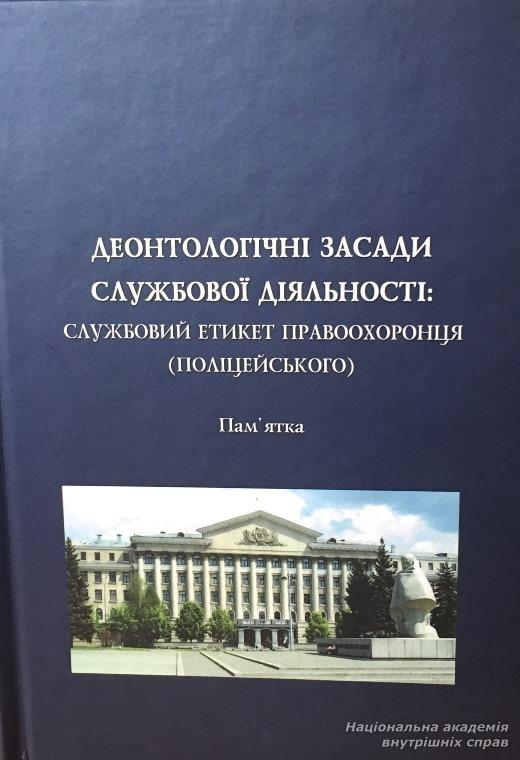 ДЕОНТОЛОГІЧНІ ЗАСАДИ
СЛУЖБОВОЇ ДІЯЛЬНОСТІ:
СЛУЖБОВИЙ ЕТИКЕТ ПРАВООХОРОНЦЯ
(ПОЛІЦЕЙСЬКОГО)
Пам'ятка
Національна академія
внутрішніх справ